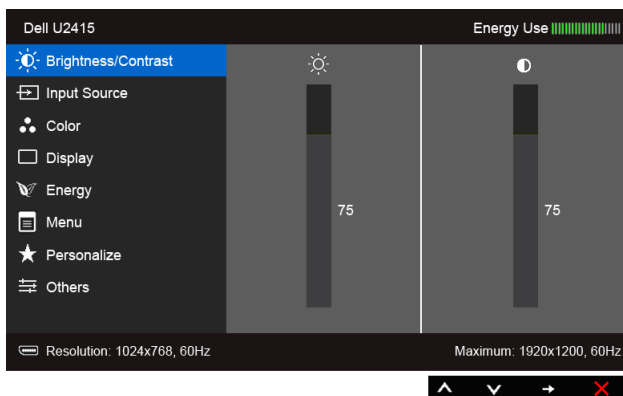 Dell U2415
Energy Use
Brightness/Contrast
Input Source
Color
Display
Energy
Menu
Personalize
Others
75
75
Resolution: 1024x768, 60Hz
Maximum: 1920x1200, 60Hz